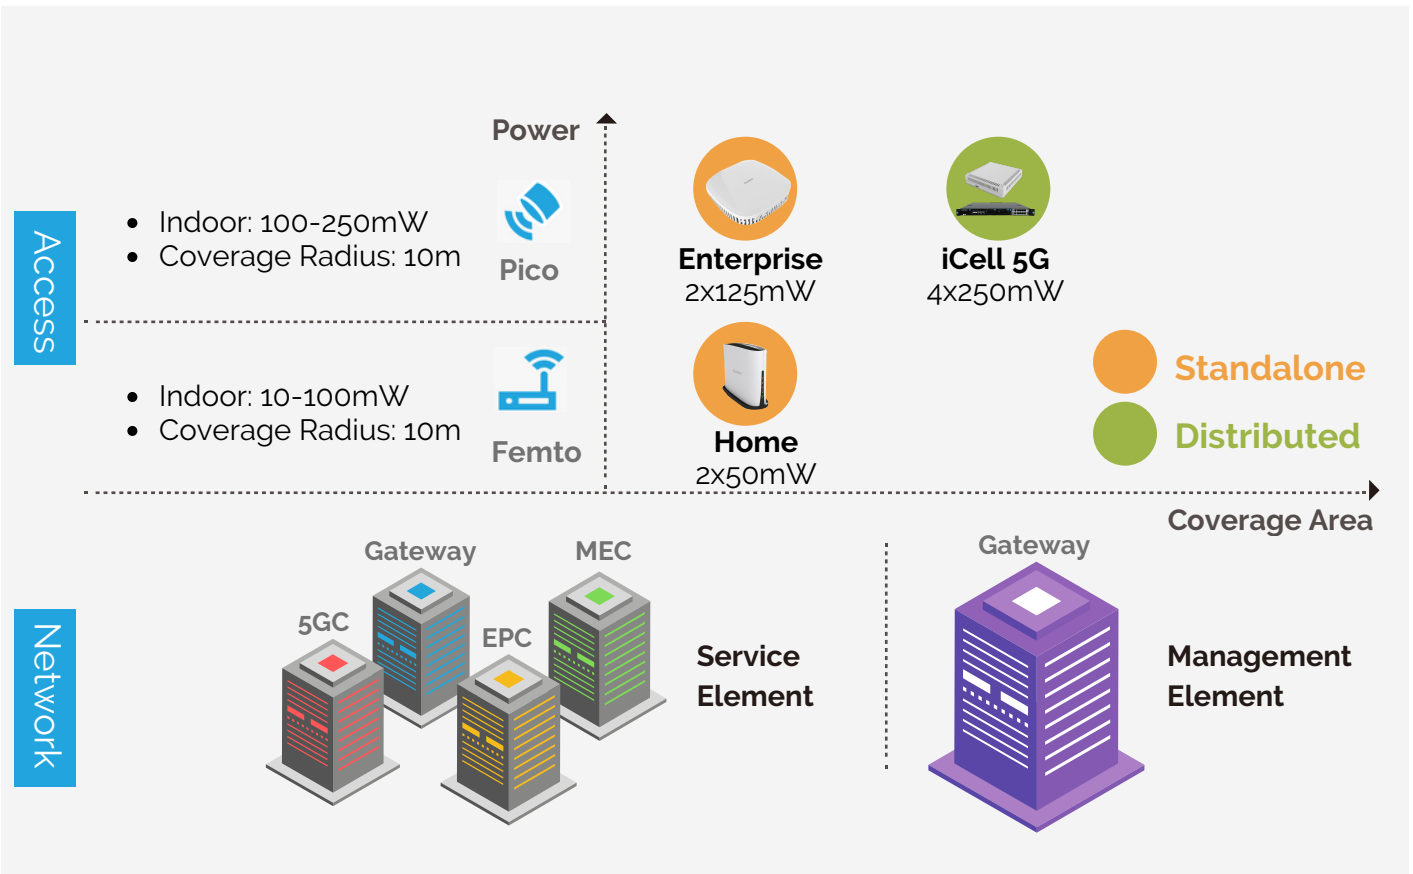 Access
Power
• Indoor: 100-250mW
• Coverage Radius: 10m
Pico
Enterprise
2x125mW
iCell 5G
4x250mW
• Indoor: 10-100mW
• Coverage Radius: 10m
Femto
Home
2x50mW
Standalone
Distributed
Coverage Area
Network
Gateway
MEC
5GC
EPC
Service
Element
Gateway
Management
Element